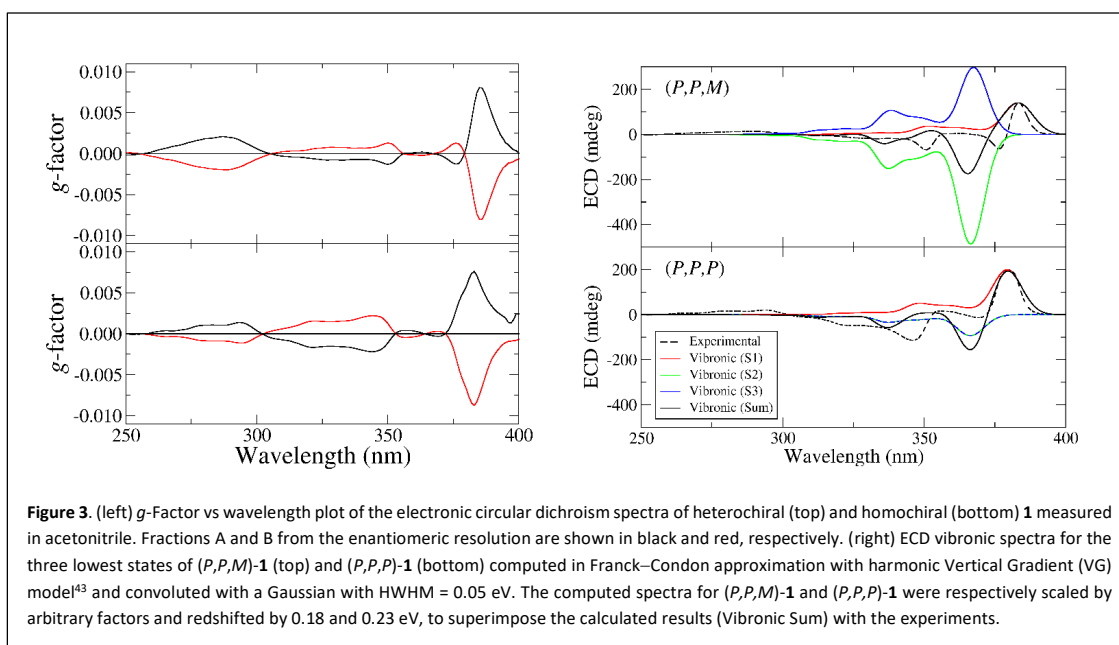 0.010
0.005
0.000
-0.005
-0.010
g-factor
0.010
0.005
0.000
-0.005
-0.010
g-factor
250
300
350
400
Wavelength (nm)
(P,P,M)
200
0
-200
-400
ECD (mdeg)
(P,P,P)
200
0
-200
-400
ECD (mdeg)
Experimental
Vibronic (S1)
Vibronic (S2)
Vibronic (S3)
Vibronic (Sum)
250
300
350
400
Wavelength (nm)
Figure 3. (left) g-Factor vs wavelength plot of the electronic circular dichroism spectra of heterochiral (top) and homochiral (bottom) 1 measured
in acetonitrile. Fractions A and B from the enantiomeric resolution are shown in black and red, respectively. (right) ECD vibronic spectra for the
three lowest states of (P,P,M)-1 (top) and (P,P,P)-1 (bottom) computed in Franck–Condon approximation with harmonic Vertical Gradient (VG)
model43 and convoluted with a Gaussian with HWHM = 0.05 eV. The computed spectra for (P,P,M)-1 and (P,P,P)-1 were respectively scaled by
arbitrary factors and redshifted by 0.18 and 0.23 eV, to superimpose the calculated results (Vibronic Sum) with the experiments.